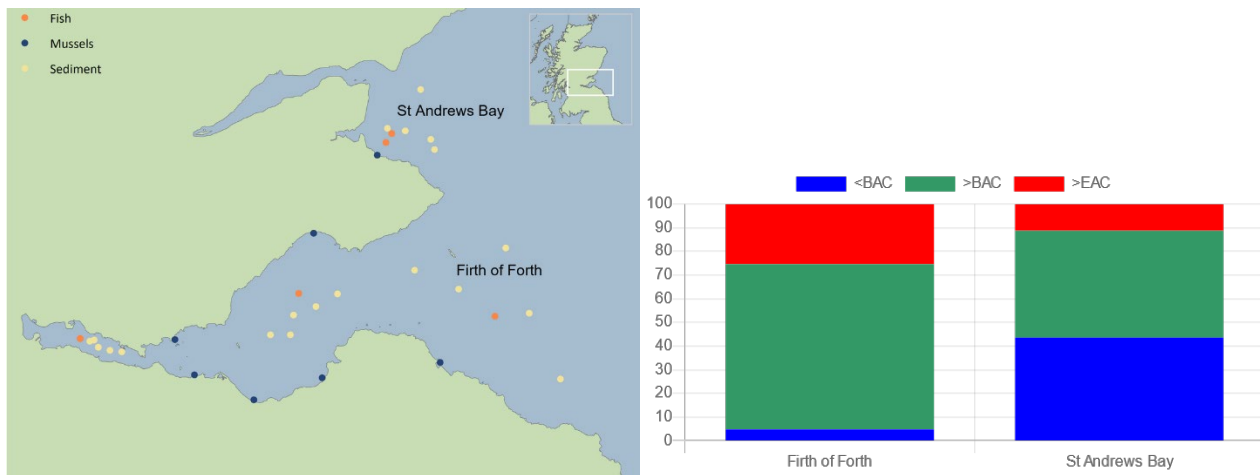 Fish
Mussels
Sediment
St Andrews Bay
Firth of Forth
<BAC >BAC >EAC
100
90
80
70
60
50
40
30
20
10
0
Firth of Forth St Andrews Bay